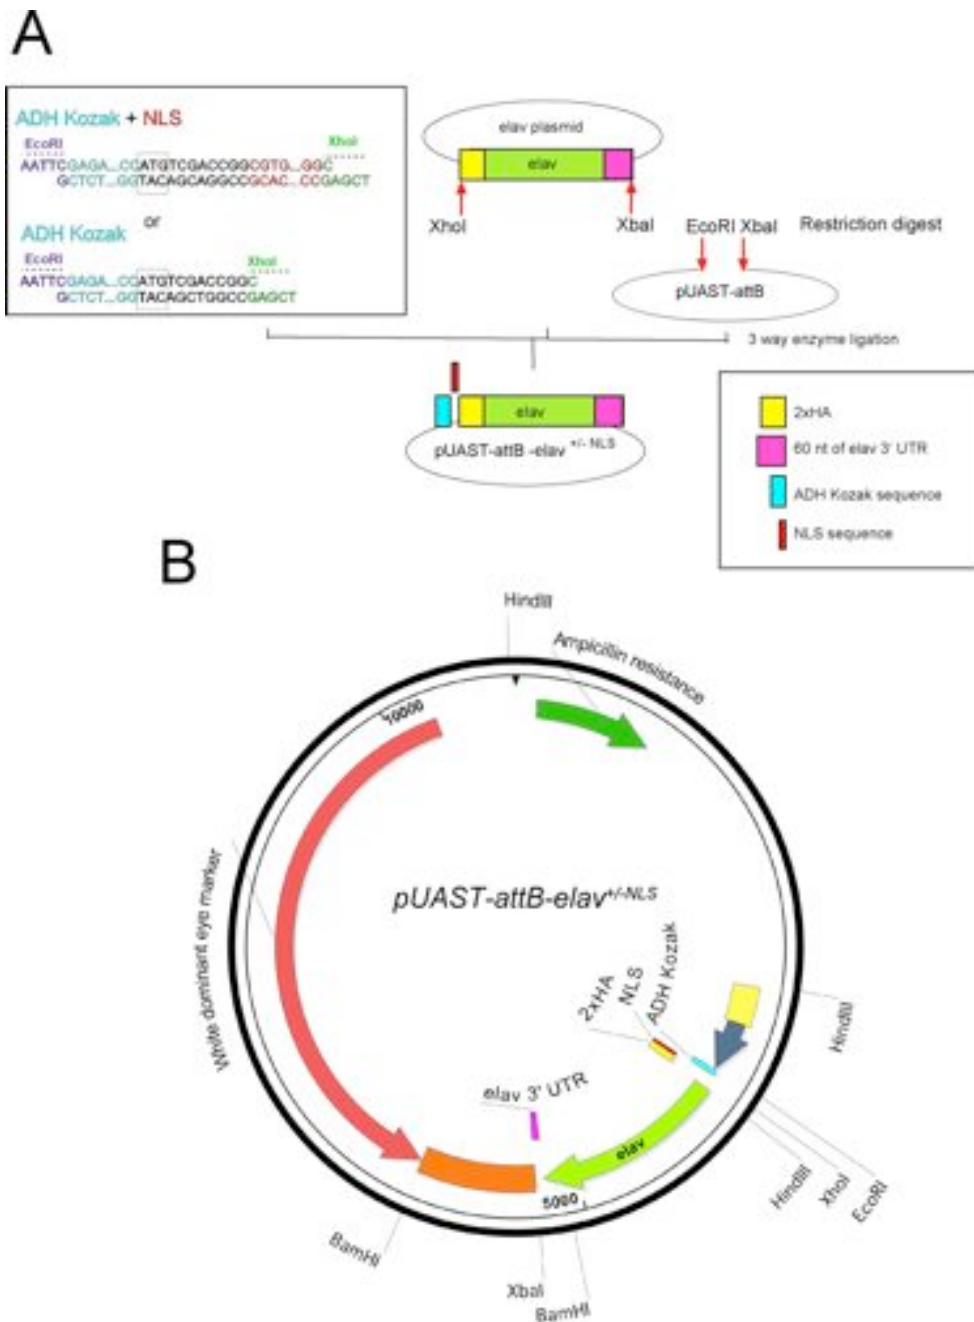 A
ADH Kozak + NLS
EcoRI
XhoI
AATTCGAGA...CCATGTCGACCGGCGTG...GGC
GCTCT...GGTACAGCAGGCCGCAC...CCGAGCT
or
ADH Kozak
EcoRI
XhoI
AATTCGAGA...CCATGTCGACCGGC
GCTCT...GGTACAGCTGGCCGAGCT
elav plasmid
elav
XhoI
XbaI
EcoRI XbaI
Restriction digest
pUAST-attB
3 way enzyme ligation
elav
pUAST-attB -elav +/- NLS
2xHA
60 nt of elav 3' UTR
ADH Kozak sequence
NLS sequence
B
HindIII
Ampicillin resistance
10000
White dominant eye marker
pUAST-attB-elav+/-NLS
2xHA
NLS
ADH Kozak
HindIII
elav 3' UTR
elav
5000
HindIII
XhoI
EcoRI
BamHI
XbaI
BamHI